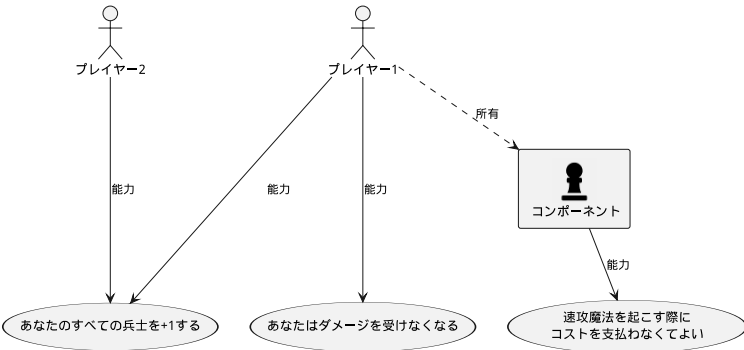 プレイヤー2
プレイヤー1
所有
コンポーネント
能力
能力
能力
能力
あなたのすべての兵士を+1する
あなたはダメージを受けなくなる
速攻魔法を起こす際に
コストを支払わなくてよい